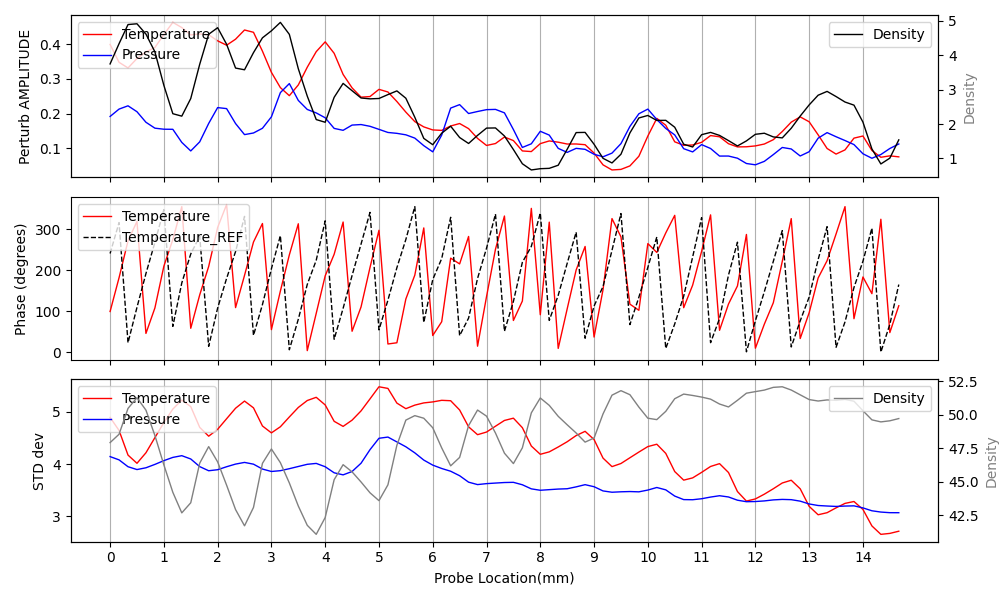 Perturb AMPLITUDE
0.4
0.3
0.2
0.1
Temperature
Pressure
Density
5
4
3
2
1
Density
Phase (degrees)
300
200
100
0
Temperature
Temperature_REF
STD dev
5
4
3
Temperature
Pressure
Density
52.5
50.0
47.5
45.0
42.5
Density
0 1 2 3 4 5 6 7 8 9 10 11 12 13 14
Probe Location(mm)